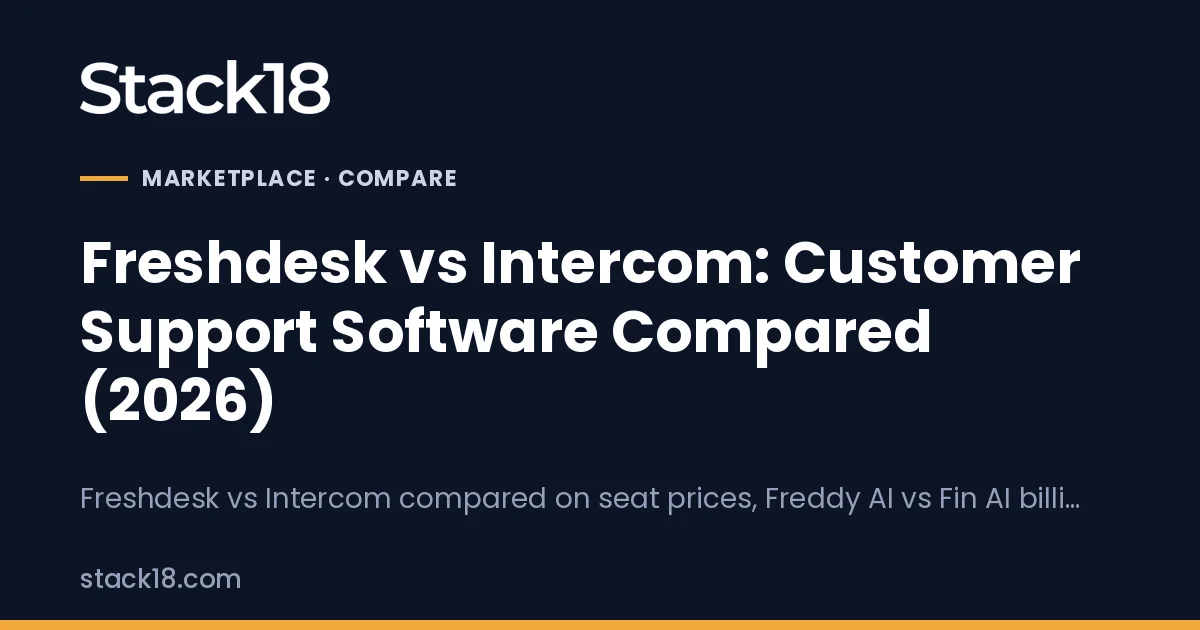 Stack18
MARKETPLACE · COMPARE
Freshdesk vs Intercom: Customer
Support Software Compared
(2026)
Freshdesk vs Intercom compared on seat prices, Freddy AI vs Fin AI billi...
stack18.com